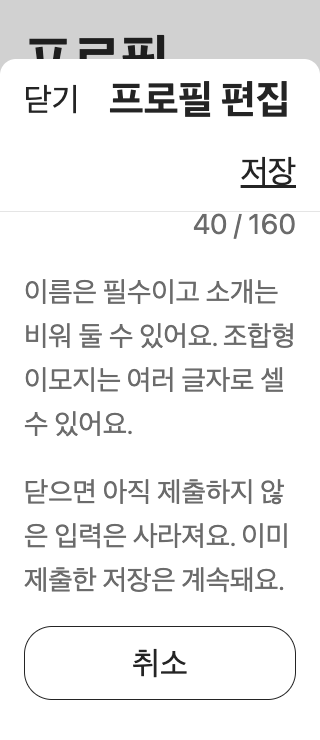 프로필
닫기 프로필 편집
저장
40 / 160
이름은 필수이고 소개는
비워 둘 수 있어요. 조합형
이모지는 여러 글자로 셀
수 있어요.
닫으면 아직 제출하지 않
은 입력은 사라져요. 이미
제출한 저장은 계속돼요.
취소